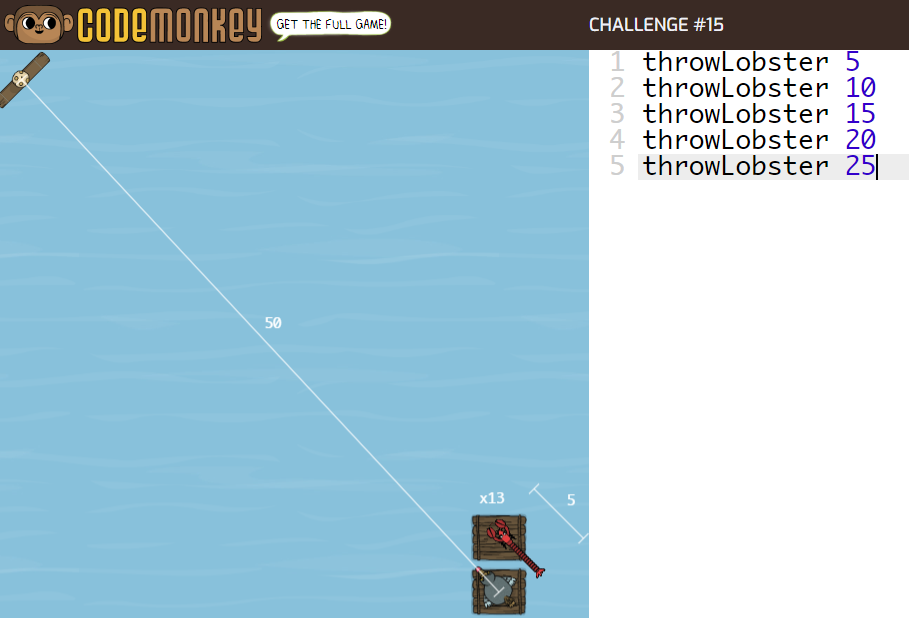 CODEMONKEY
GET THE FULL GAME!
CHALLENGE #15
50
x13
5
1 throwLobster 5
2 throwLobster 10
3 throwLobster 15
4 throwLobster 20
5 throwLobster 25